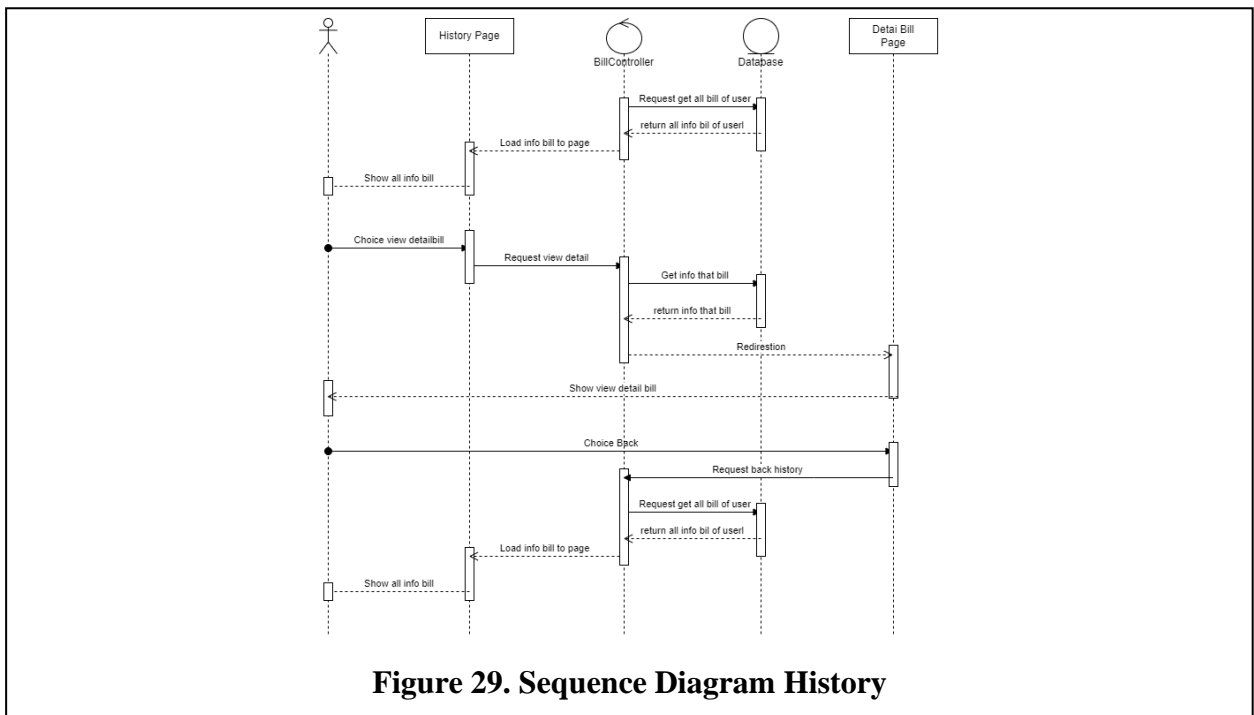 History Page
Detai Bill
Page
BillController
Database
Request get all bill of user
return all info bil of userl
Load info bill to page
Show all info bill
Choice view detailbill
Request view detail
Get info that bill
return info that bill
Redirestion
Show view detail bill
Choice Back
Request back history
Request get all bill of user
return all info bil of userl
Load info bill to page
Show all info bill
Figure 29. Sequence Diagram History